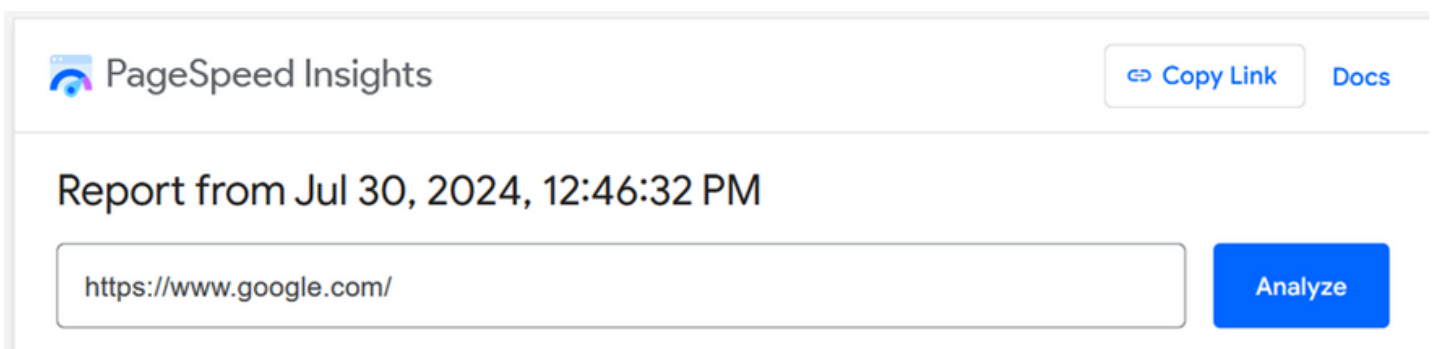 PageSpeed Insights
Copy Link
Docs
Report from Jul 30, 2024, 12:46:32 PM
https://www.google.com/
Analyze